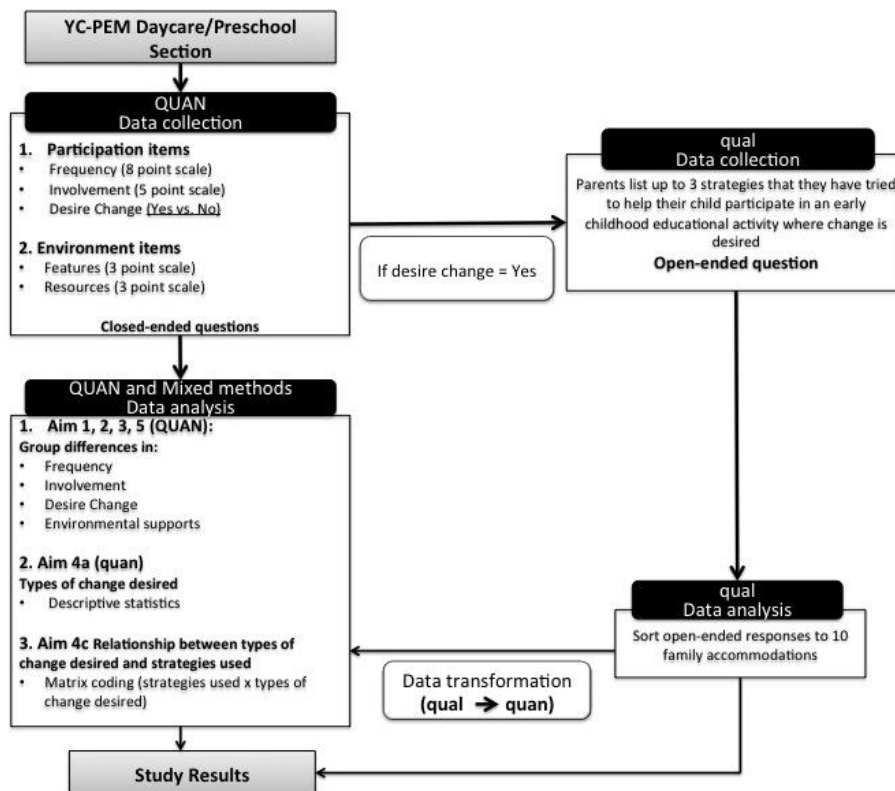 YC-PEM Daycare/Preschool
Section
QUAN
Data collection
1. Participation items
• Frequency (8 point scale)
• Involvement (5 point scale)
• Desire Change (Yes vs. No)
2. Environment items
• Features (3 point scale)
• Resources (3 point scale)
Closed-ended questions
If desire change = Yes
qual
Data collection
Parents list up to 3 strategies that they have tried
to help their child participate in an early
childhood educational activity where change is
desired
Open-ended question
QUAN and Mixed methods
Data analysis
1. Aim 1, 2, 3, 5 (QUAN):
Group differences in:
• Frequency
• Involvement
• Desire Change
• Environmental supports
2. Aim 4a (quan)
Types of change desired
• Descriptive statistics
3. Aim 4c Relationship between types of
change desired and strategies used
• Matrix coding (strategies used x types of
change desired)
qual
Data analysis
Sort open-ended responses to 10
family accommodations
Data transformation
(qual → quan)
Study Results